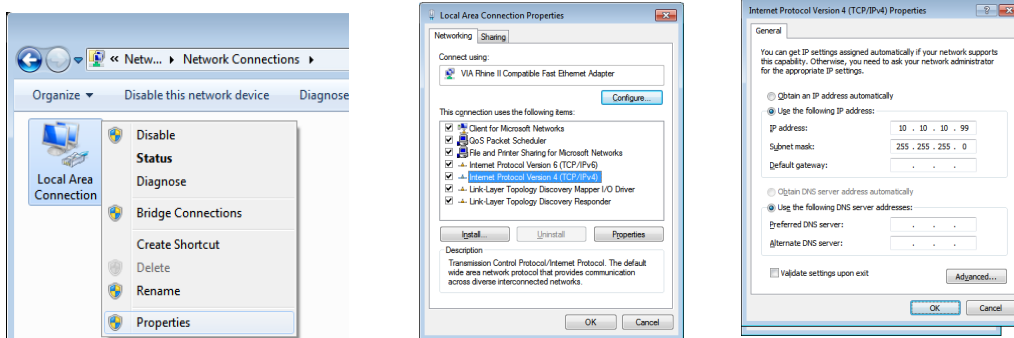 « Netw... ▸ Network Connections ▸
Organize ▼ Disable this network device Diagnose
Local Area
Connection
Disable
Status
Diagnose
Bridge Connections
Create Shortcut
Delete
Rename
Properties
Local Area Connection Properties
Networking Sharing
Connect using:
VIA Rhine II Compatible Fast Ethernet Adapter
Configure...
This connection uses the following items:
Client for Microsoft Networks
QoS Packet Scheduler
File and Printer Sharing for Microsoft Networks
Internet Protocol Version 6 (TCP/IPv6)
Internet Protocol Version 4 (TCP/IPv4)
Link-Layer Topology Discovery Mapper I/O Driver
Link-Layer Topology Discovery Responder
Install... Uninstall Properties
Description
Transmission Control Protocol/Internet Protocol. The default
wide area network protocol that provides communication
across diverse interconnected networks.
OK Cancel
Internet Protocol Version 4 (TCP/IPv4) Properties
General
You can get IP settings assigned automatically if your network supports
this capability. Otherwise, you need to ask your network administrator
for the appropriate IP settings.
Obtain an IP address automatically
Use the following IP address:
IP address: 10 . 10 . 10 . 99
Subnet mask: 255 . 255 . 255 . 0
Default gateway: . . .
Obtain DNS server address automatically
Use the following DNS server addresses:
Preferred DNS server: . . .
Alternate DNS server: . . .
Validate settings upon exit
Advanced...
OK Cancel